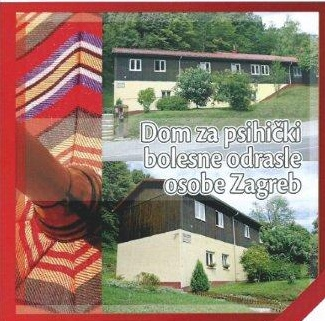 Dom za psihički
bolesne odrasle
osobe Zagreb